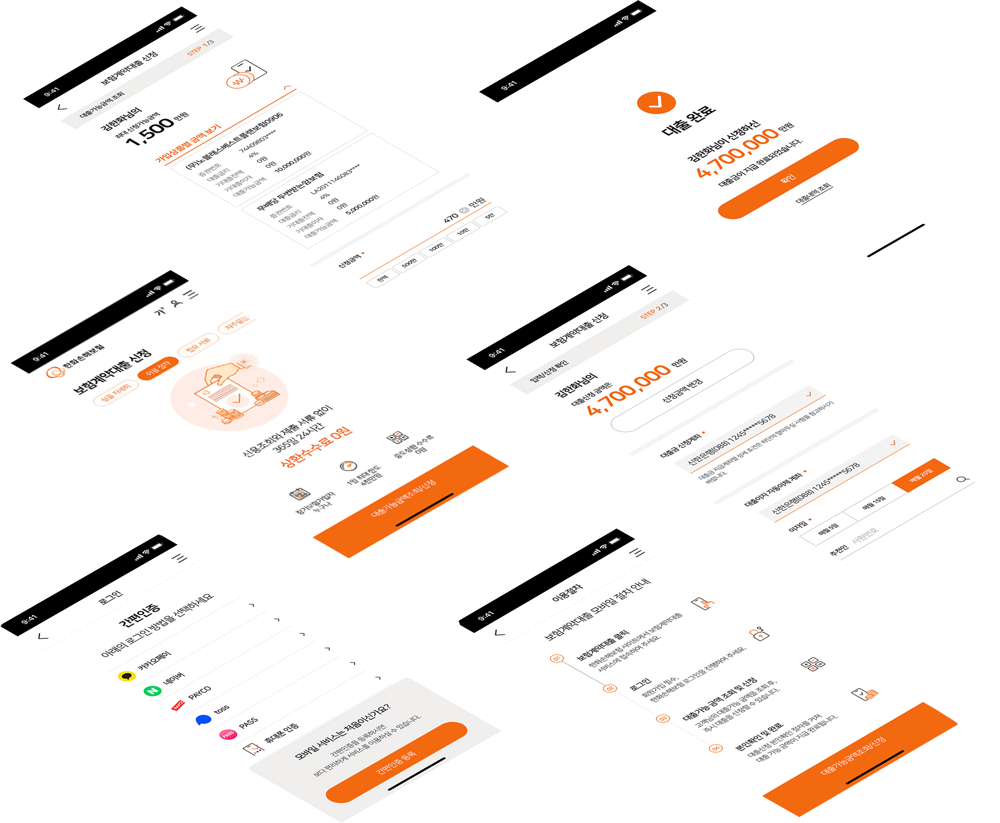 9:41
보험계약대출 신청
대출가능금액 조회
STEP 1/3
김한화님의
최대 신청가능금액
1,500 만원
가입상품별 금액 보기
(무)노블래스베스트플랜보험0906
증권번호 74A09B03****
대출금리 4%
기대출잔액 0원
기대출이자 0원
대출가능금액 10,000,000원
무배당 두번받는암보험
증권번호 LA2011146083****
대출금리 4%
기대출잔액 0원
기대출이자 0원
대출가능금액 5,000,000원
신청금액
470 만원
전액 500만 100만 10만 5만
9:41
대출 완료
김한화님이 신청하신
4,700,000 만원
대출금이 지급 완료되었습니다.
확인
대출내역 조회
9:41
한화손해보험
가+
보험계약대출 신청
상품 자세히 이용 절차 필요 서류 자주묻는
신용조회와 제출 서류 없이
365일 24시간
상환수수료 0원
장기보험가입자
누구나
1일 최대 한도
4천만원
중도상환 수수료
0원
대출가능금액조회/신청
9:41
보험계약대출 신청
입력/신청 확인
STEP 2/3
김한화님의
대출신청 금액은
4,700,000 만원
신청금액 변경
대출금 신청계좌
신한은행(088) 1245*****5678
대출금 지급계좌별 상세 조건은 하단의 알아두실 사항을 참고하시기
바랍니다.
대출이자 자동이체 계좌
신한은행(088) 1245*****5678
이자일
매월 5일 매월 15일 매월 25일
추천인 사원번호
9:41
로그인
간편인증
아래의 로그인 방법을 선택하세요
카카오페이
네이버
PAYCO
PAYCO
toss
PASS
PASS
휴대폰 인증
모바일 서비스는 처음이신가요?
간편인증을 등록하시면
보다 편리하게 서비스를 이용하실 수 있습니다.
간편인증 등록
9:41
이용절차
보험계약대출 모바일 절차 안내
01
보험계약대출 클릭
한화손해보험 사이트에서 보험계약대출
서비스에 접속하여 주세요.
02
로그인
회원가입 필수,
한화손해보험 로그인을 진행하여 주세요.
03
대출가능 금액 조회 및 신청
고객님의 대출가능 금액을 조회 후,
즉시 대출을 신청할 수 있습니다.
04
본인확인 및 완료
대출신청 본인확인 절차를 거쳐
대출 가능 금액이 지급 완료됩니다.
대출가능금액조회/신청